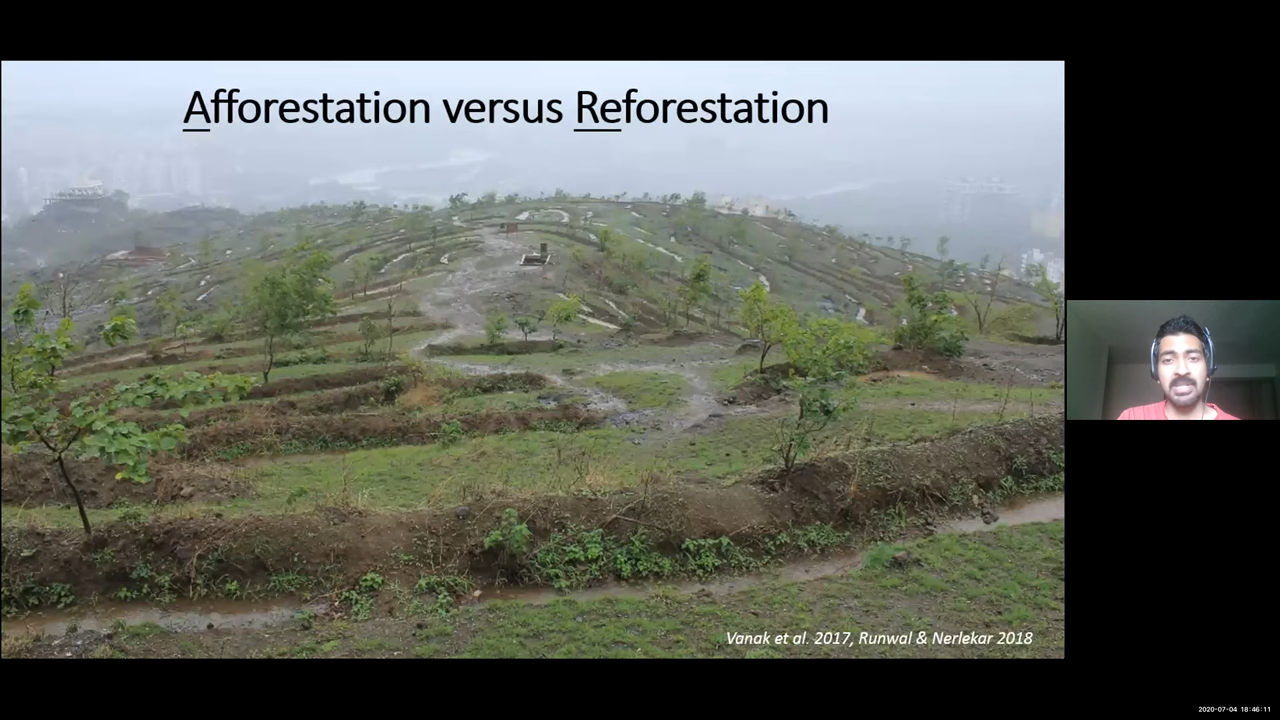 Afforestation versus Reforestation
Vanak et al. 2017, Runwal & Nerlekar 2018
2020-07-04 18:46:11